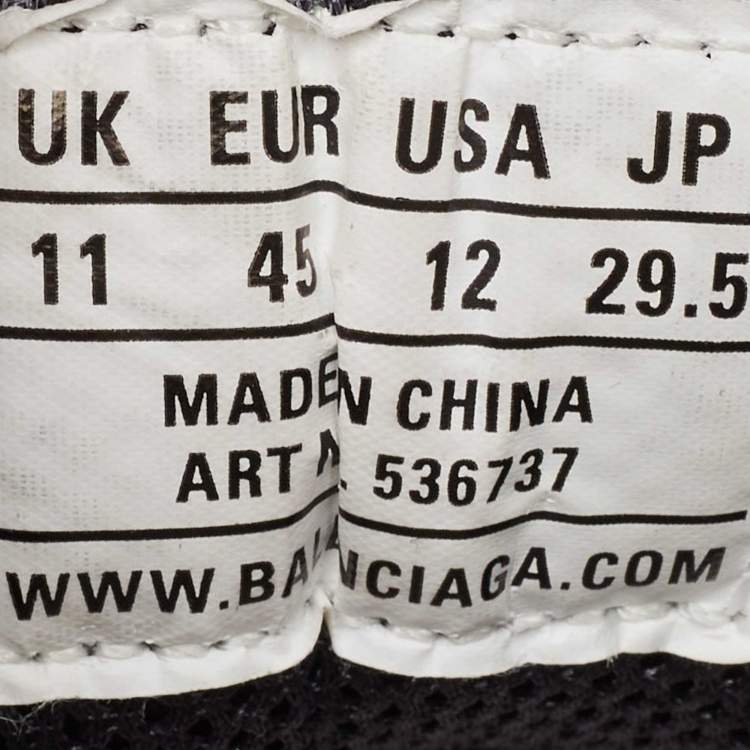 UK EUR USA JP
11 45 12 29.5
MADE IN CHINA
ART N. 536737
WWW.BALENCIAGA.COM